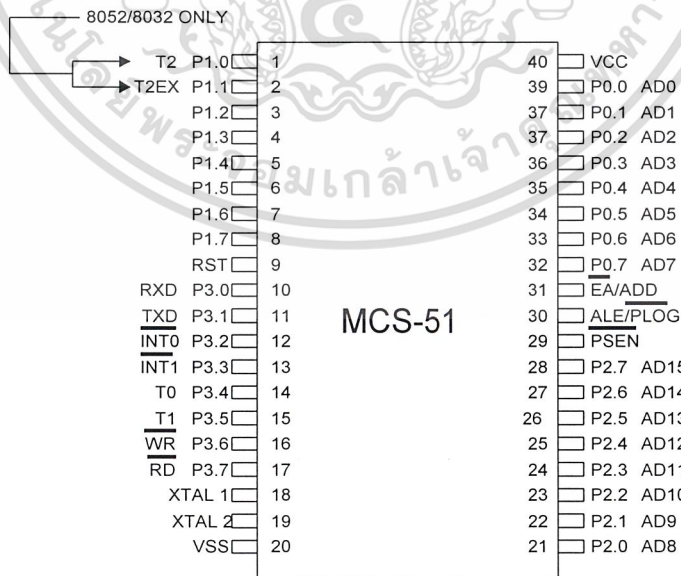 8052/8032 ONLY
T2 P1.0 1 40 VCC
T2EX P1.1 2 39 P0.0 AD0
P1.2 3 37 P0.1 AD1
P1.3 4 37 P0.2 AD2
P1.4 5 36 P0.3 AD3
P1.5 6 35 P0.4 AD4
P1.6 7 34 P0.5 AD5
P1.7 8 33 P0.6 AD6
RST 9 32 P0.7 AD7
RXD P3.0 10 31 EA/ADD
TXD P3.1 11 MCS-51 30 ALE/PLOG
INT0 P3.2 12 29 PSEN
INT1 P3.3 13 28 P2.7 AD15
T0 P3.4 14 27 P2.6 AD14
T1 P3.5 15 26 P2.5 AD13
WR P3.6 16 25 P2.4 AD12
RD P3.7 17 24 P2.3 AD11
XTAL 1 18 23 P2.2 AD10
XTAL 2 19 22 P2.1 AD9
VSS 20 21 P2.0 AD8